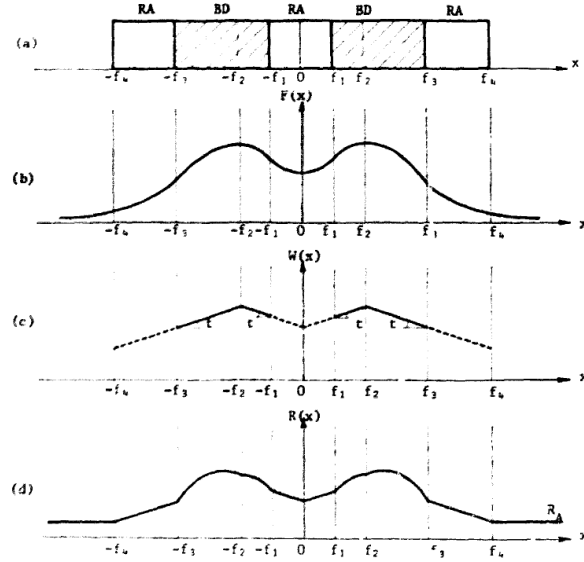 RA BD RA BD RA
(a) x
-f₄ -f₃ -f₂ -f₁ 0 f₁ f₂ f₃ f₄
F(x)
(b)
-f₄ -f₃ -f₂ -f₁ 0 f₁ f₂ f₃ f₄ x
W(x)
(c) t t t t
-f₄ -f₃ -f₂ -f₁ 0 f₁ f₂ f₃ f₄ x
R(x)
(d) R_A
-f₄ -f₃ -f₂ -f₁ 0 f₁ f₂ f₃ f₄ x